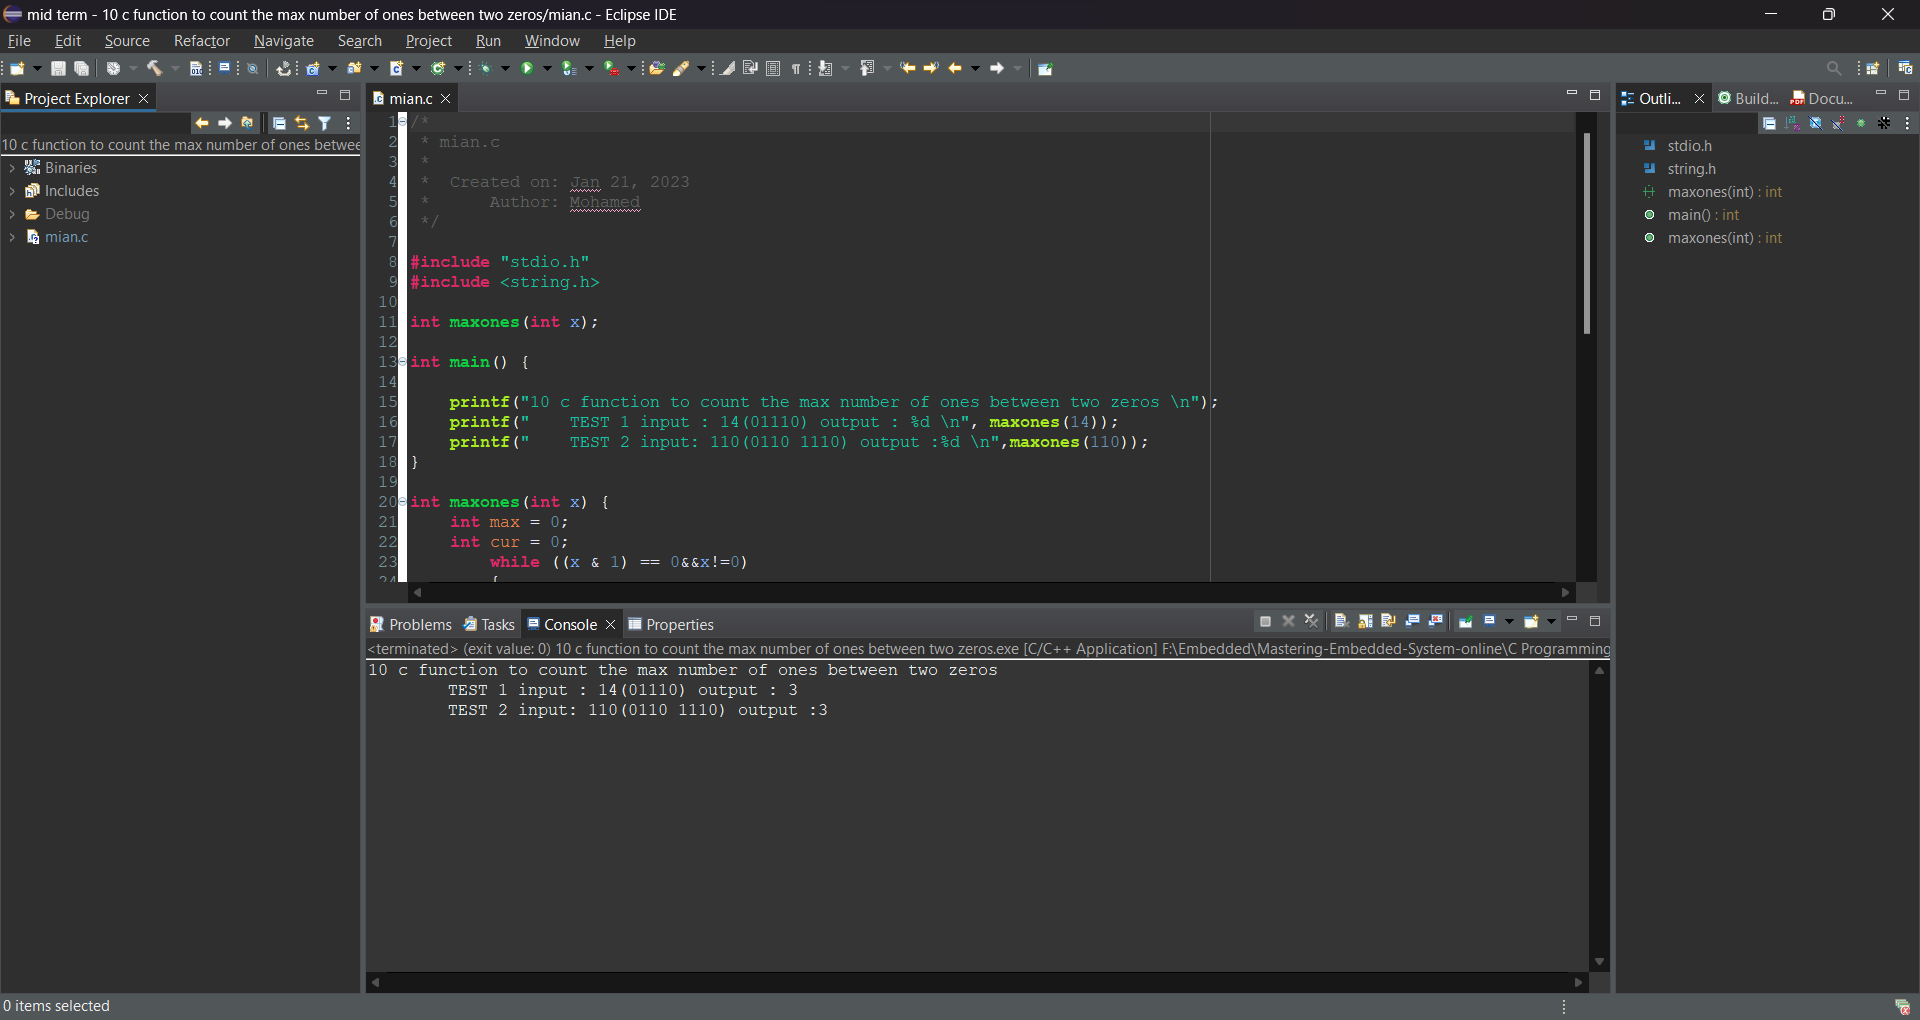 mid term - 10 c function to count the max number of ones between two zeros/mian.c - Eclipse IDE
File Edit Source Refactor Navigate Search Project Run Window Help
Project Explorer
10 c function to count the max number of ones betwee
Binaries
Includes
Debug
mian.c
mian.c
1 /*
2 * mian.c
3 *
4 * Created on: Jan 21, 2023
5 * Author: Mohamed
6 */
7
8 #include "stdio.h"
9 #include <string.h>
10
11 int maxones(int x);
12
13 int main() {
14
15 printf("10 c function to count the max number of ones between two zeros \n");
16 printf("    TEST 1 input : 14(01110) output : %d \n", maxones(14));
17 printf("    TEST 2 input: 110(0110 1110) output :%d \n",maxones(110));
18 }
19
20 int maxones(int x) {
21 int max = 0;
22 int cur = 0;
23 while ((x & 1) == 0&&x!=0)
24 {
Problems Tasks Console Properties
<terminated> (exit value: 0) 10 c function to count the max number of ones between two zeros.exe [C/C++ Application] F:\Embedded\Mastering-Embedded-System-online\C Programming
10 c function to count the max number of ones between two zeros
TEST 1 input : 14(01110) output : 3
TEST 2 input: 110(0110 1110) output :3
Outli... Build... Docu...
stdio.h
string.h
maxones(int) : int
main() : int
maxones(int) : int
0 items selected